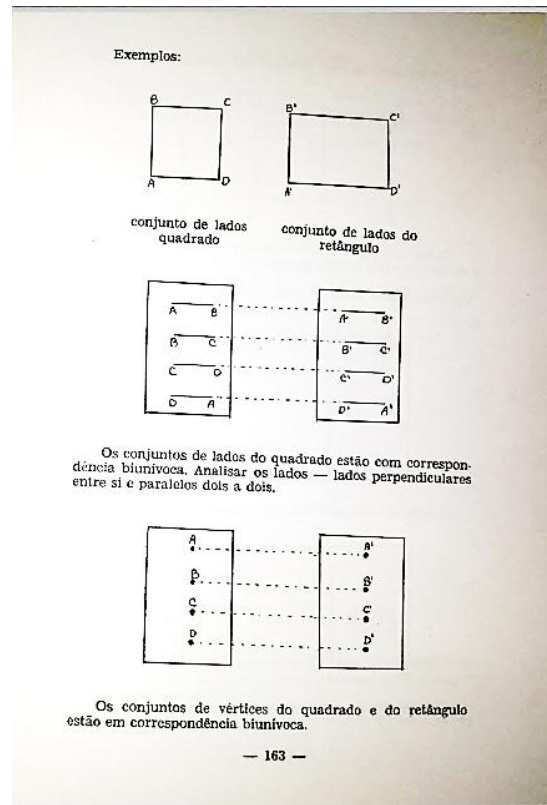 Exemplos:
B C
A D
B' C'
A' D'
conjunto de lados
quadrado
conjunto de lados do
retângulo
A B A B'
B C B' C'
C D C' D'
D A D' A'
Os conjuntos de lados do quadrado estão com correspon-
dência biunívoca. Analisar os lados — lados perpendiculares
entre si e paralelos dois a dois.
A A'
B B'
C C'
D D'
Os conjuntos de vértices do quadrado e do retângulo
estão em correspondência biunívoca.
— 163 —